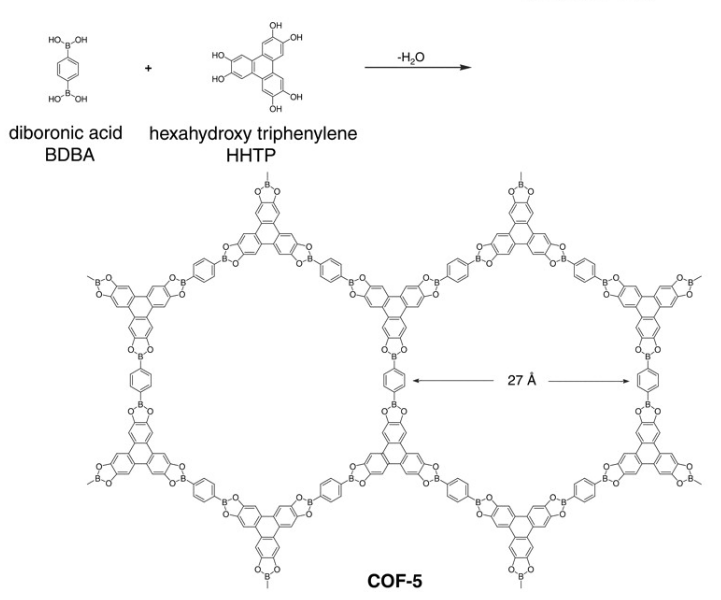 HO OH
B
B
HO OH
+
OH
OH
HO
HO
OH
OH
-H₂O
diboronic acid
BDBA
hexahydroxy triphenylene
HHTP
27 Å
COF-5